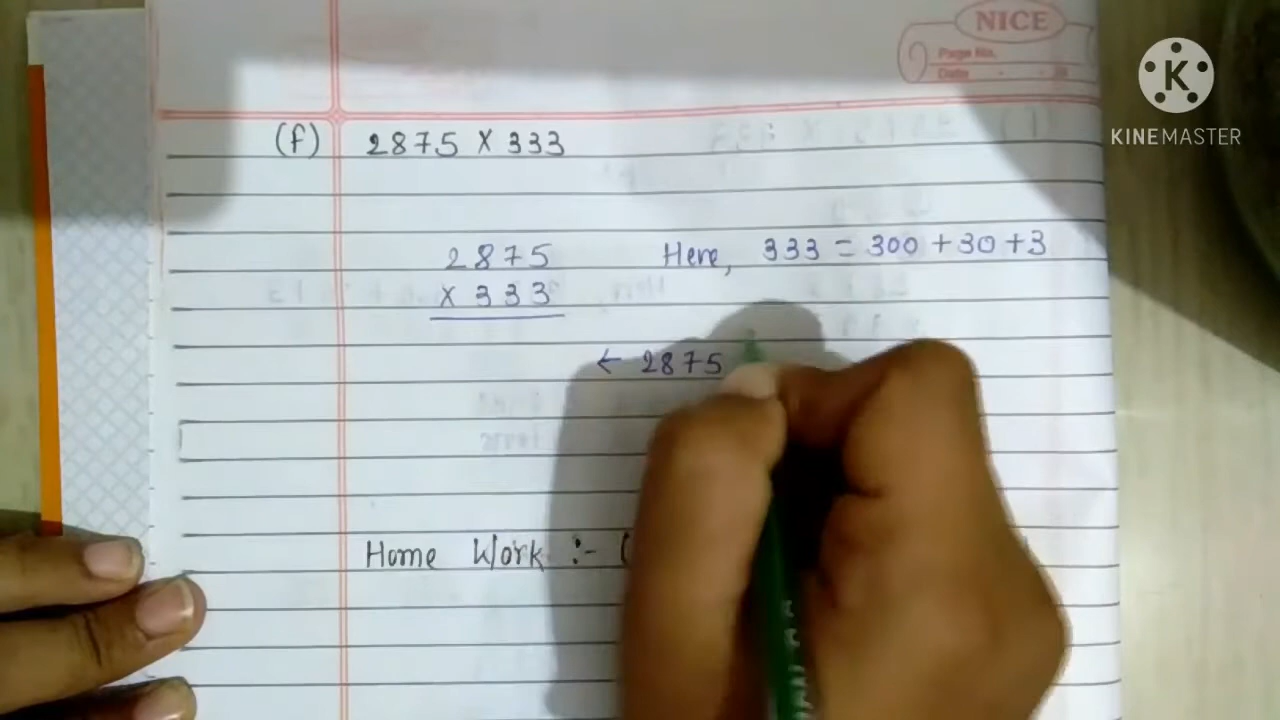 NICE
Page No.
Date
K
KINEMASTER
(f) 2875 X 333
2875 Here, 333 = 300 + 30 + 3
X 333
← 2875
Home Work :- (